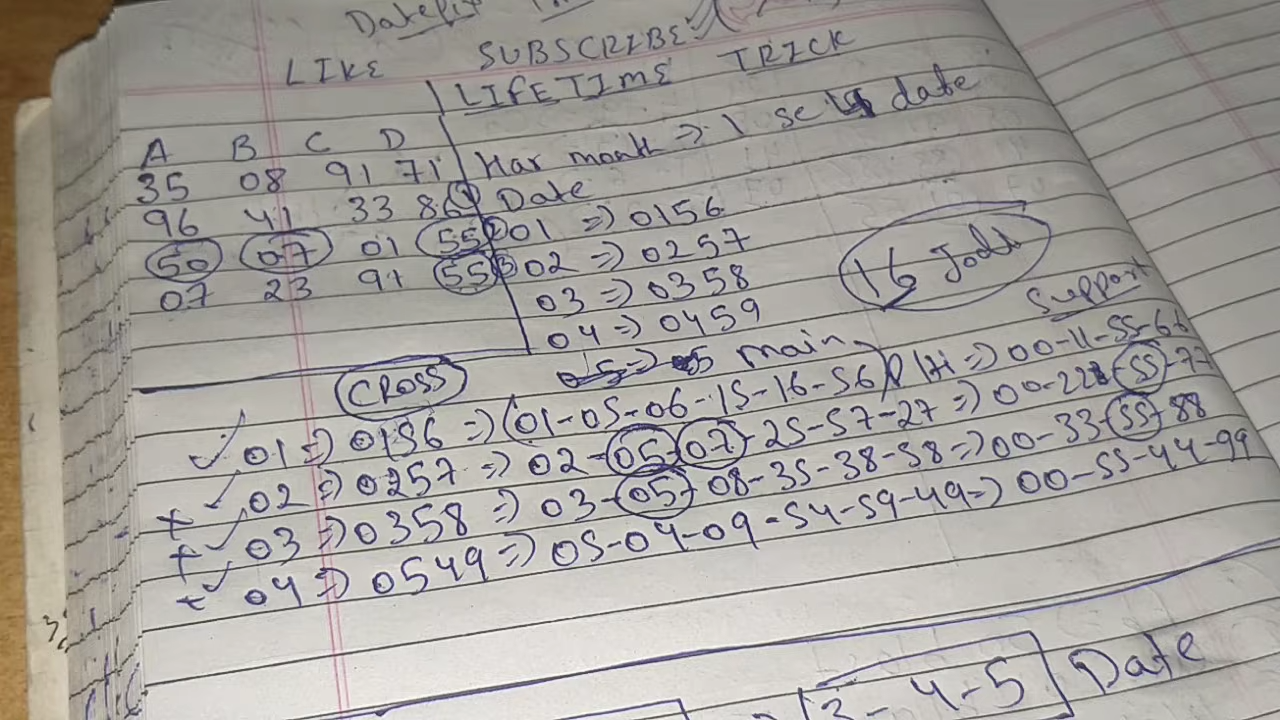 LIKE SUBSCRIBE
LIFETIME TRICK
A B C D
35 08 91 71
96 41 33 86
50 07 01 55
07 23 91 55
Har month => 1 se date
① Date
② 01 => 0156
③ 02 => 0257
03 => 0358
04 => 0459
16 Jodi
main
Support
CROSS
01 => 0156 => (01-05-06-15-16-56) => 00-11-55-66
02 => 0257 => 02-05-07-25-57-27 => 00-22-55-77
03 => 0358 => 03-05-08-35-38-58 => 00-33-55-88
04 => 0549 => 05-04-09-54-59-49 => 00-55-44-99
3-4-5 Date